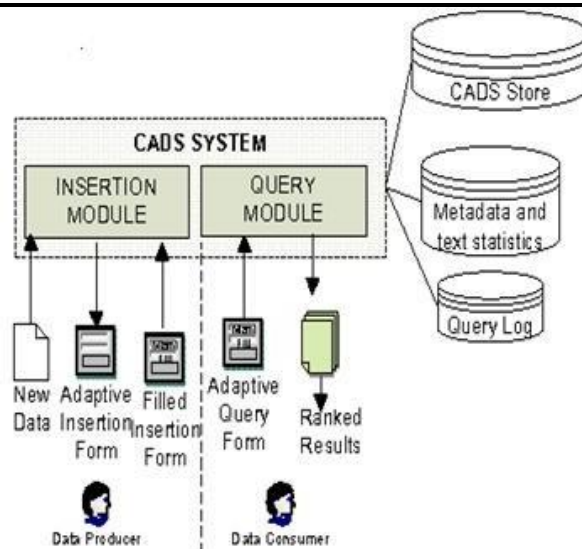 CADS Store
CADS SYSTEM
INSERTION
MODULE
QUERY
MODULE
Metadata and
text statistics
Query Log
New
Data
Adaptive
Insertion
Form
Filled
Insertion
Form
Adaptive
Query
Form
Ranked
Results
Data Producer
Data Consumer